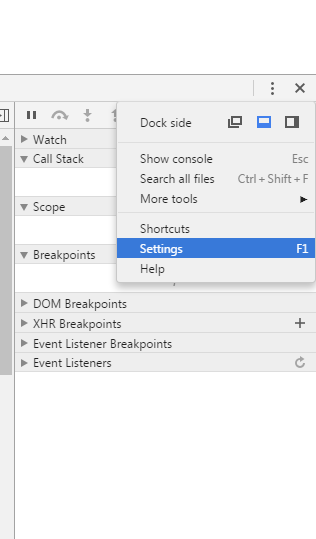 Dock side
Watch
Call Stack
Show console Esc
Search all files Ctrl + Shift + F
More tools
Scope
Shortcuts
Breakpoints
Settings F1
Help
DOM Breakpoints
XHR Breakpoints
Event Listener Breakpoints
Event Listeners